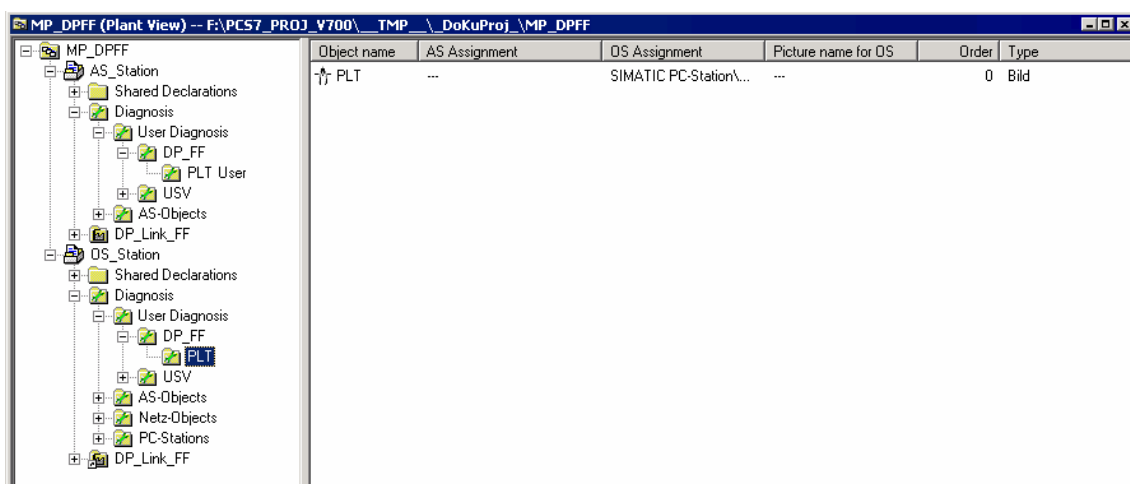 MP_DPFF (Plant View) -- F:\PCS7_PROJ_V700\__TMP__\_DoKuProj_\MP_DPFF
MP_DPFF
AS_Station
Shared Declarations
Diagnosis
User Diagnosis
DP_FF
PLT User
USV
AS-Objects
DP_Link_FF
OS_Station
Shared Declarations
Diagnosis
User Diagnosis
DP_FF
PLT
USV
AS-Objects
Netz-Objects
PC-Stations
DP_Link_FF
Object name AS Assignment OS Assignment Picture name for OS Order Type
PLT --- SIMATIC PC-Station\... --- 0 Bild